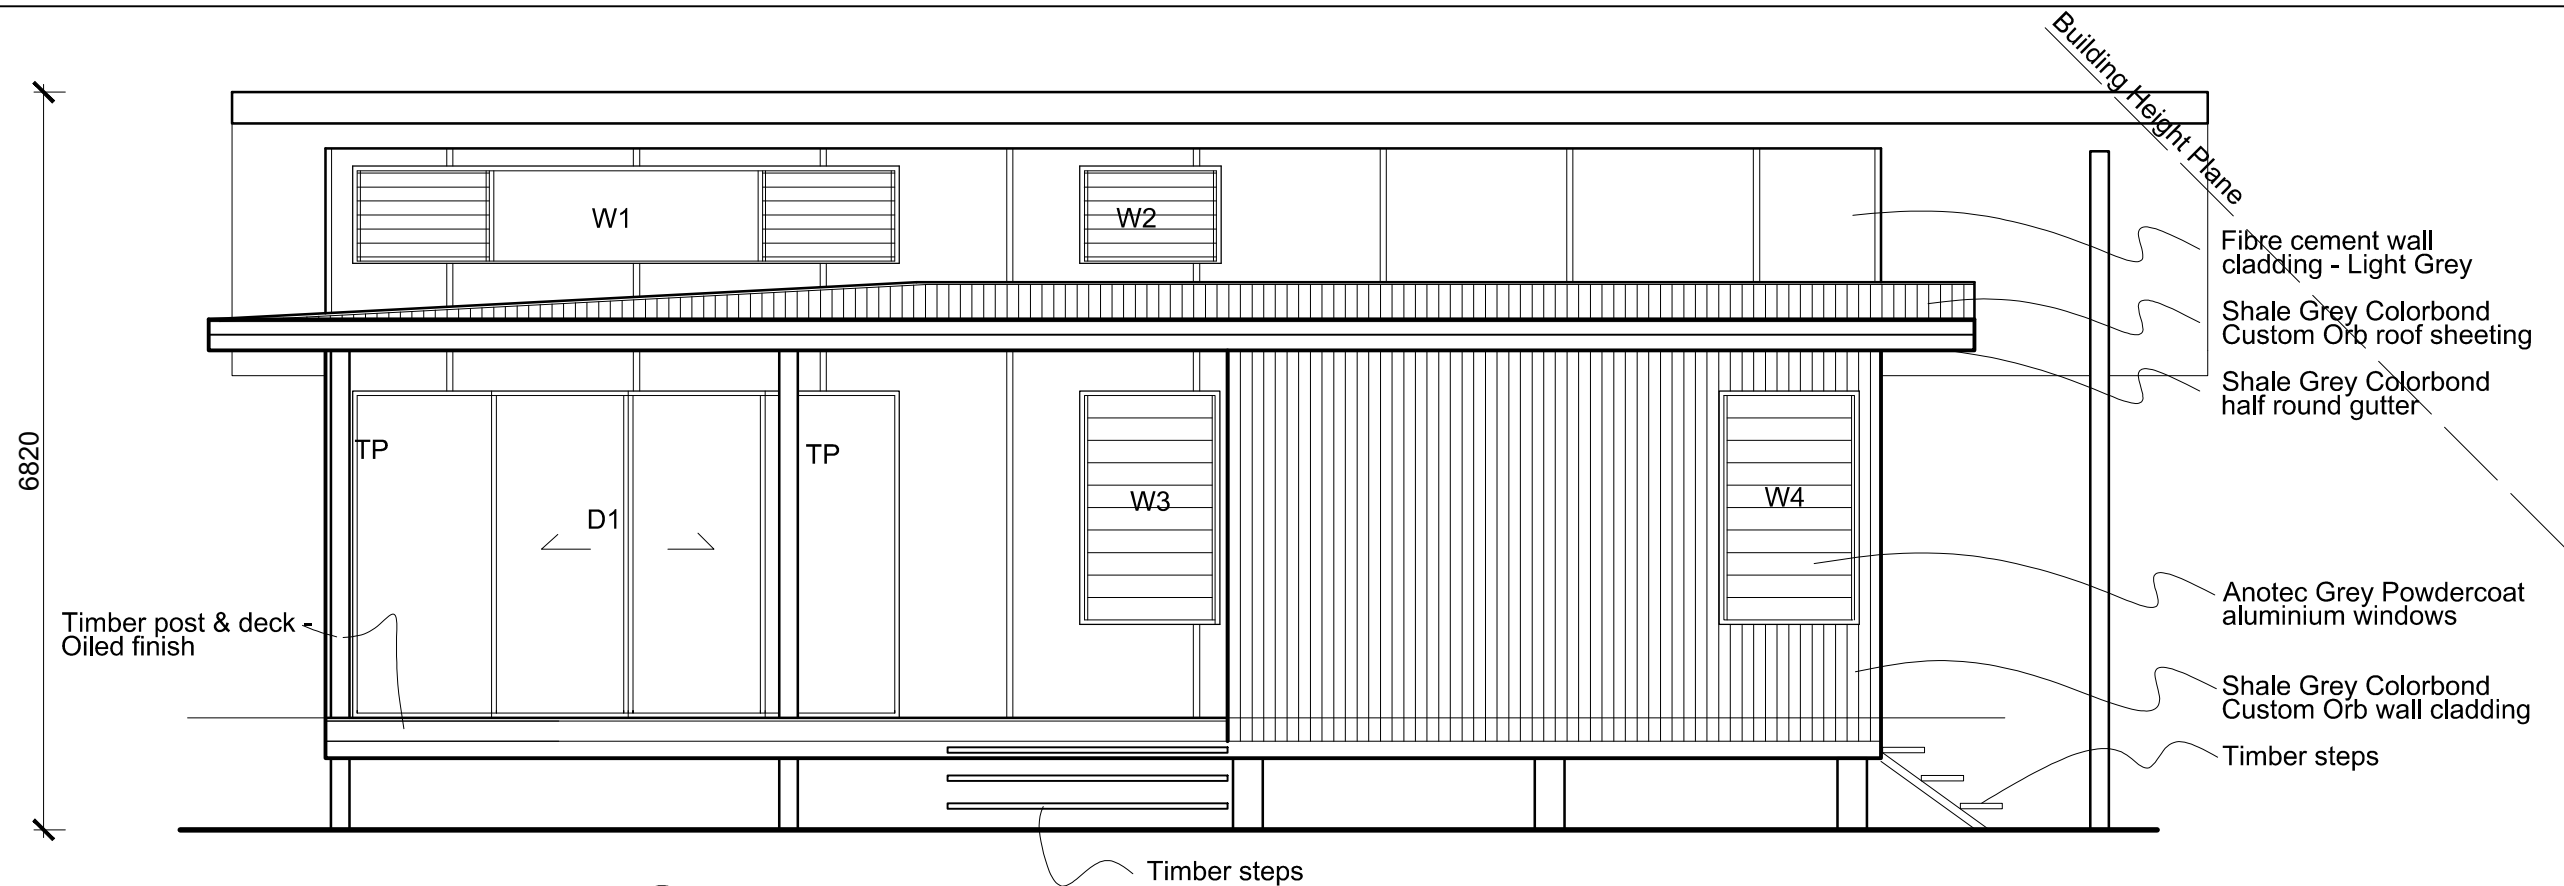 Building Height Plane
6820
W1
W2
Fibre cement wall
cladding - Light Grey
Shale Grey Colorbond
Custom Orb roof sheeting
Shale Grey Colorbond
half round gutter
TP
TP
D1
W3
W4
Timber post & deck -
Oiled finish
Anotec Grey Powdercoat
aluminium windows
Shale Grey Colorbond
Custom Orb wall cladding
Timber steps
Timber steps